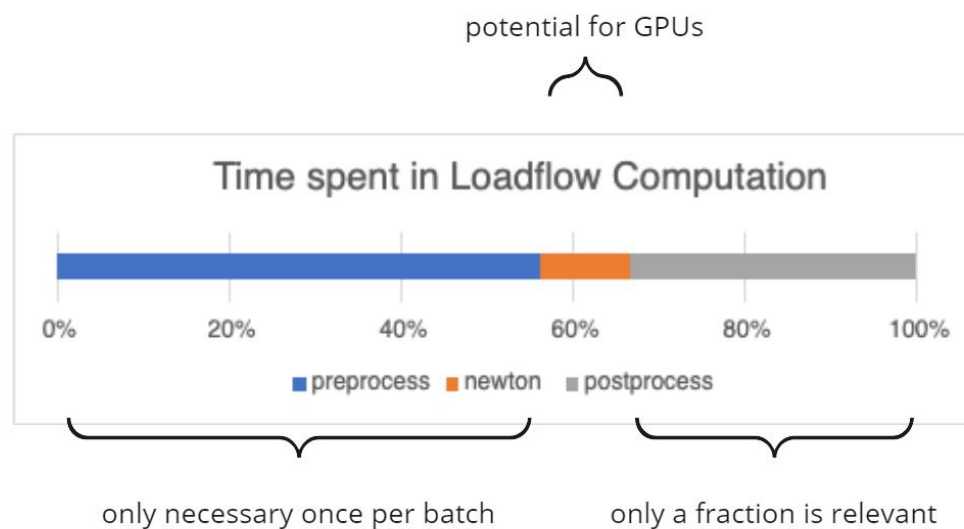 potential for GPUs
Time spent in Loadflow Computation
0% 20% 40% 60% 80% 100%
preprocess newton postprocess
only necessary once per batch only a fraction is relevant